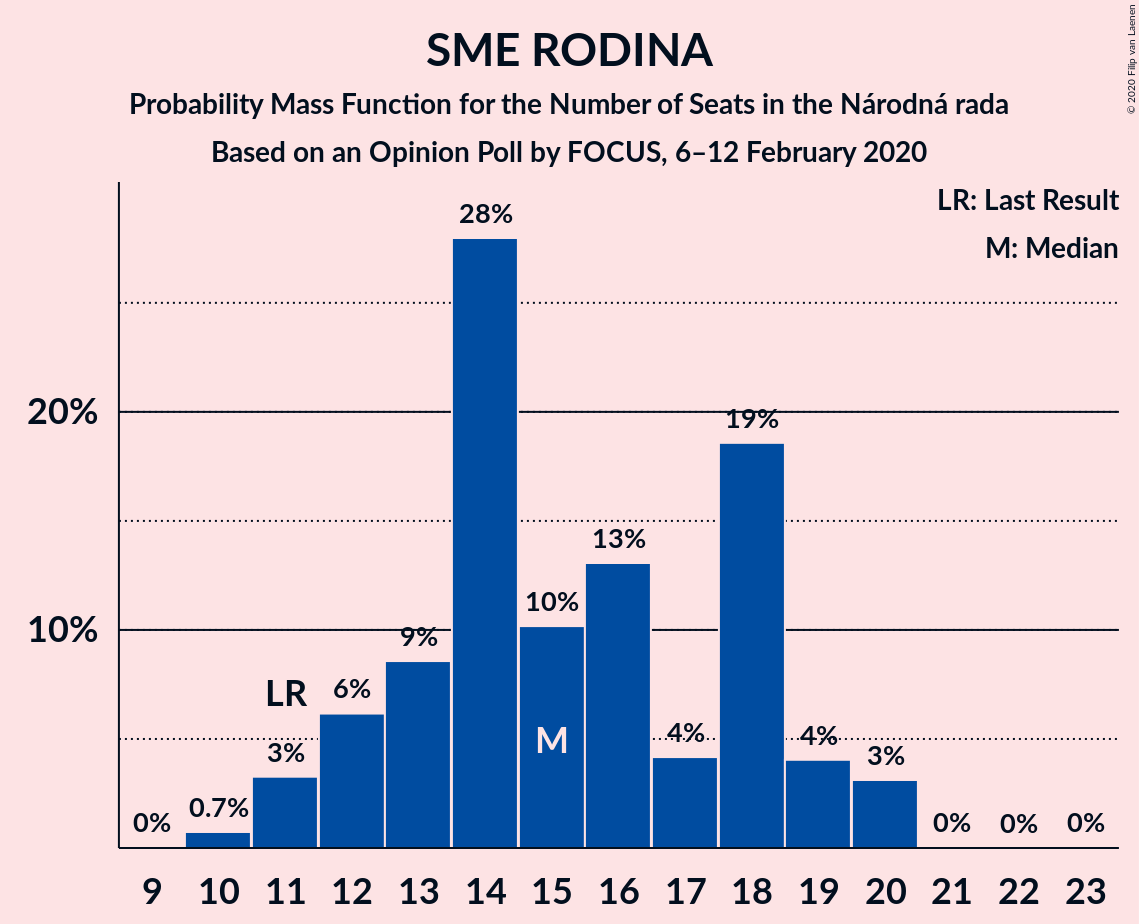 SME RODINA
Probability Mass Function for the Number of Seats in the Národná rada
Based on an Opinion Poll by FOCUS, 6–12 February 2020
© 2020 Filip van Laenen
LR: Last Result
M: Median
28%
20%
19%
13%
10%
10%
9%
LR
6%
M
4%
4%
3%
3%
0.7%
0%
0%
0%
0%
9 10 11 12 13 14 15 16 17 18 19 20 21 22 23